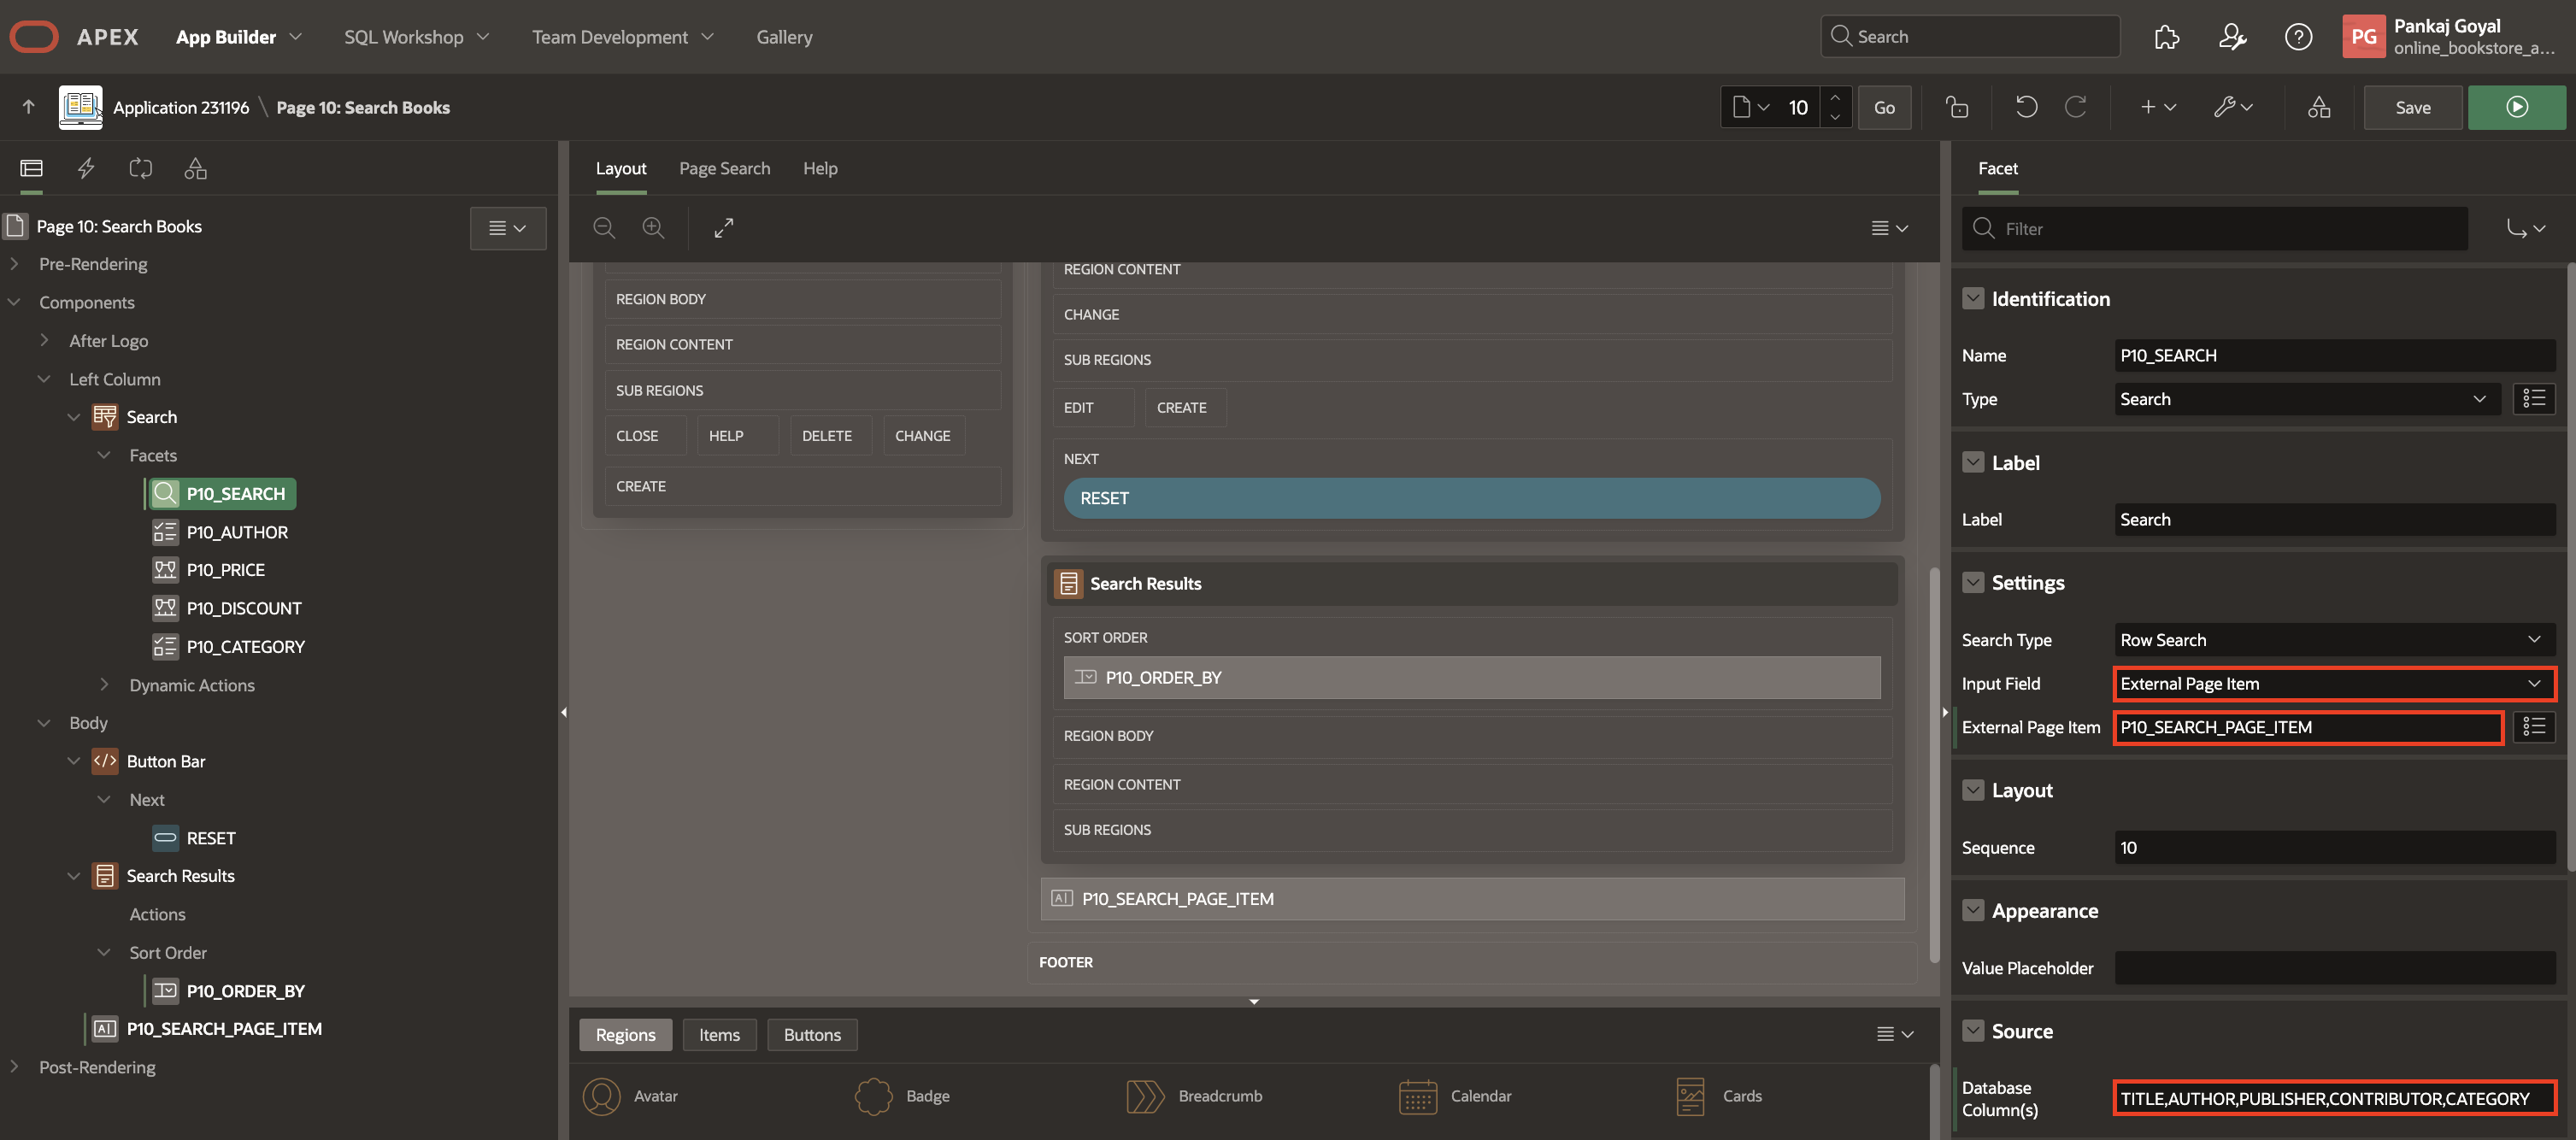 APEX App Builder SQL Workshop Team Development Gallery Search PG Pankaj Goyal
online_bookstore_a...
Application 231196 \ Page 10: Search Books 10 Go Save
Page 10: Search Books
Pre-Rendering
Components
After Logo
Left Column
Search
Facets
P10_SEARCH
P10_AUTHOR
P10_PRICE
P10_DISCOUNT
P10_CATEGORY
Dynamic Actions
Body
Button Bar
Next
RESET
Search Results
Actions
Sort Order
P10_ORDER_BY
P10_SEARCH_PAGE_ITEM
Post-Rendering
Layout Page Search Help
REGION BODY
REGION CONTENT
SUB REGIONS
CLOSE HELP DELETE CHANGE
CREATE
REGION CONTENT
CHANGE
SUB REGIONS
EDIT CREATE
NEXT
RESET
Search Results
SORT ORDER
P10_ORDER_BY
REGION BODY
REGION CONTENT
SUB REGIONS
P10_SEARCH_PAGE_ITEM
FOOTER
Regions Items Buttons
Avatar Badge Breadcrumb Calendar Cards
Facet
Filter
Identification
Name P10_SEARCH
Type Search
Label
Label Search
Settings
Search Type Row Search
Input Field External Page Item
External Page Item P10_SEARCH_PAGE_ITEM
Layout
Sequence 10
Appearance
Value Placeholder
Source
Database
Column(s) TITLE,AUTHOR,PUBLISHER,CONTRIBUTOR,CATEGORY